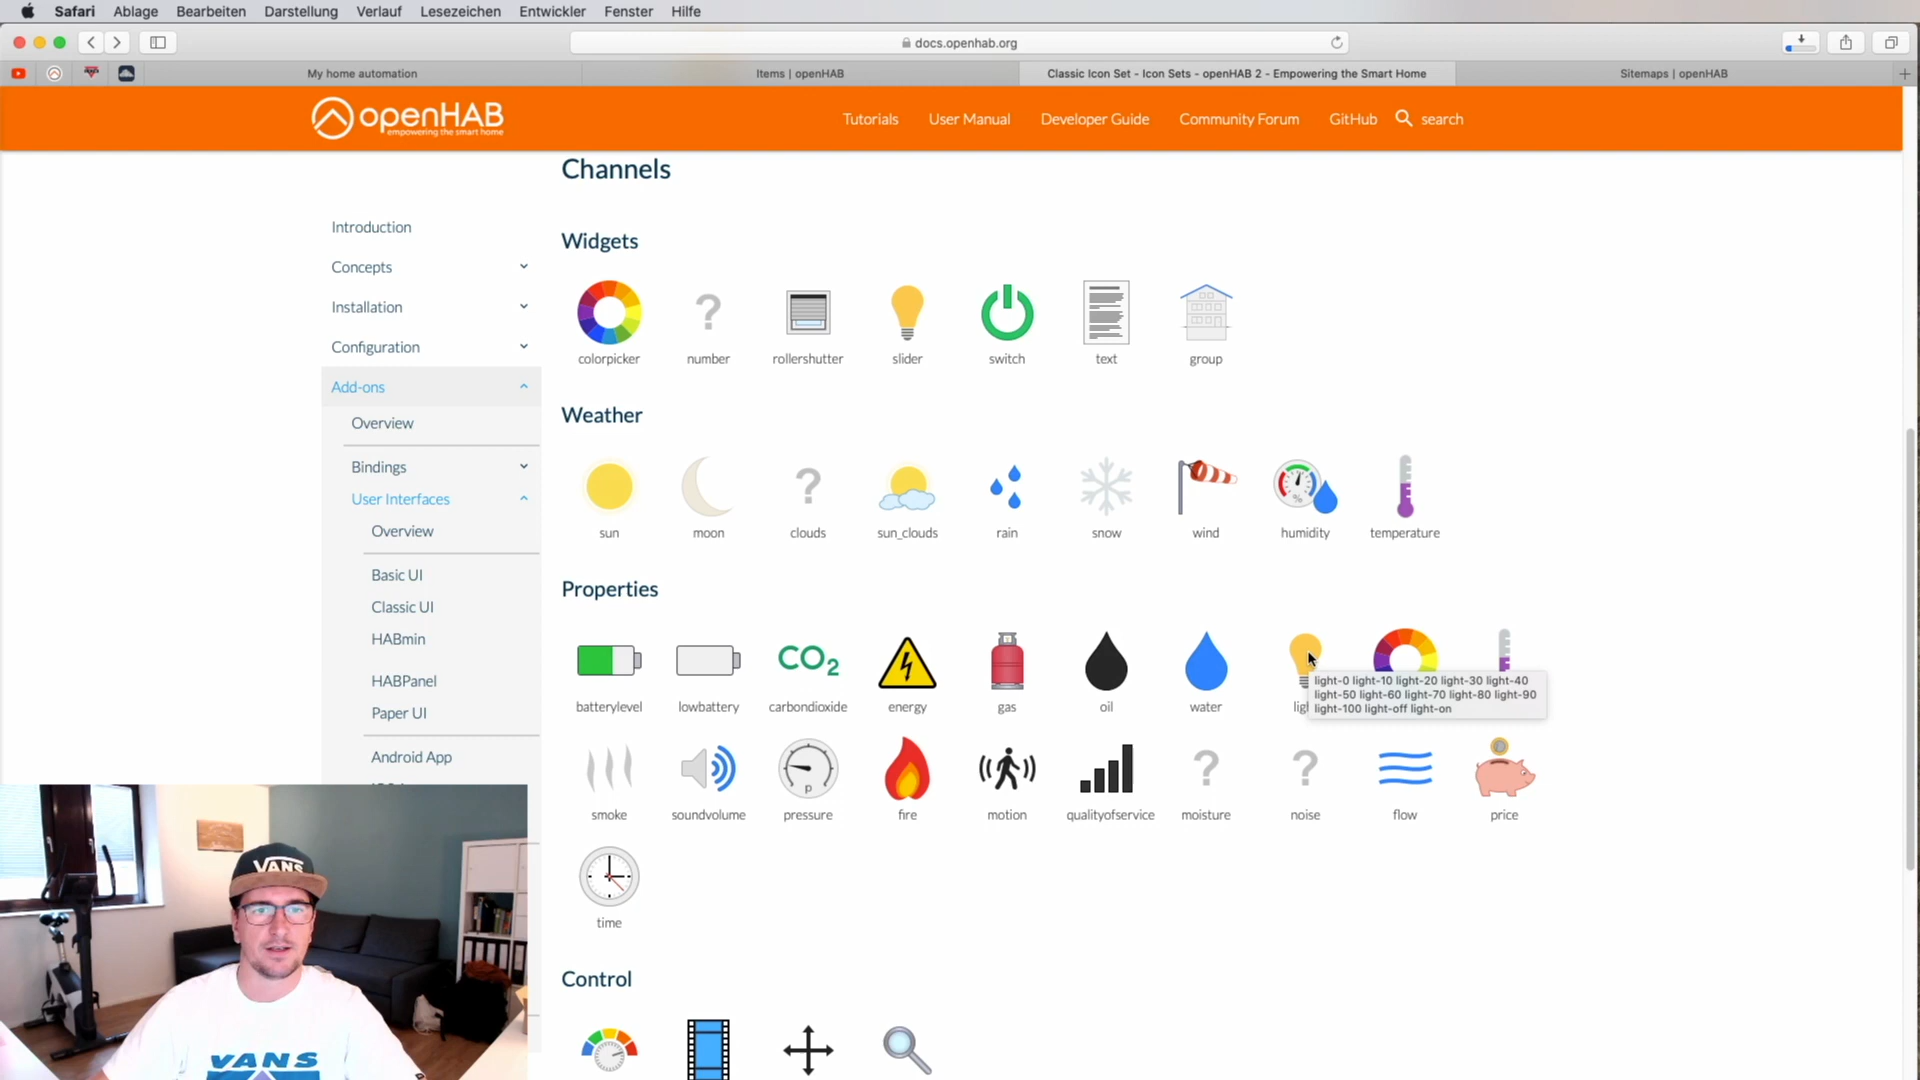 Safari Ablage Bearbeiten Darstellung Verlauf Lesezeichen Entwickler Fenster Hilfe
docs.openhab.org
My home automation
Items | openHAB
Classic Icon Set - Icon Sets - openHAB 2 - Empowering the Smart Home
Sitemaps | openHAB
openHAB
empowering the smart home
Tutorials User Manual Developer Guide Community Forum GitHub search
Introduction
Concepts
Installation
Configuration
Add-ons
Overview
Bindings
User Interfaces
Overview
Basic UI
Classic UI
HABmin
HABPanel
Paper UI
Android App
Channels
Widgets
colorpicker number rollershutter slider switch text group
Weather
%
sun moon clouds sun_clouds rain snow wind humidity temperature
Properties
CO2
light-0 light-10 light-20 light-30 light-40
light-50 light-60 light-70 light-80 light-90
light-100 light-off light-on
batterylevel lowbattery carbondioxide energy gas oil water
p
smoke soundvolume pressure fire motion qualityofservice moisture noise flow price
time
Control
VANS
VANS